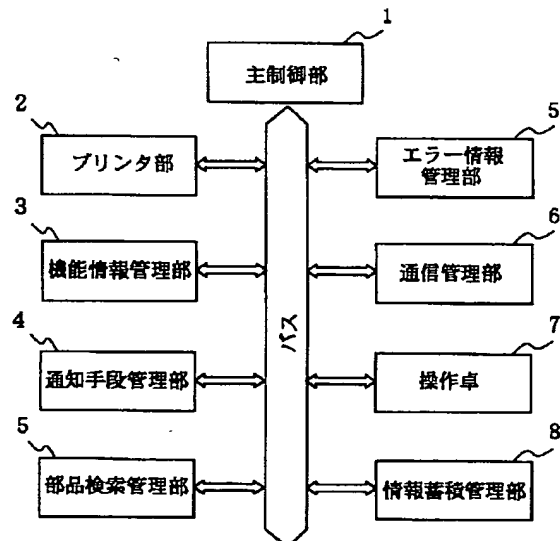 1
主制御部
2
プリンタ部
5
エラー情報
管理部
3
機能情報管理部
6
通信管理部
4
通知手段管理部
7
操作卓
5
部品検索管理部
8
情報蓄積管理部
バス